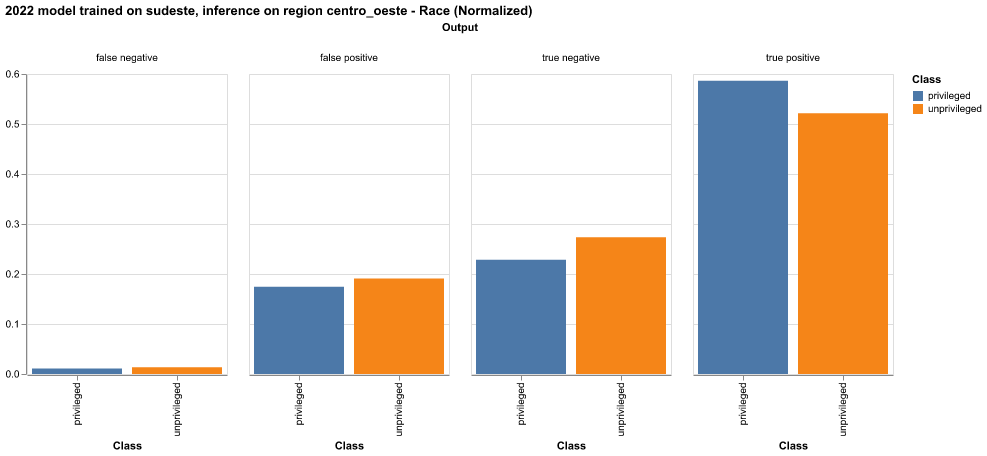 2022 model trained on sudeste, inference on region centro_oeste - Race (Normalized)
Output
false negative
false positive
true negative
true positive
0.6
0.5
0.4
0.3
0.2
0.1
0.0
privileged
unprivileged
privileged
unprivileged
privileged
unprivileged
privileged
unprivileged
Class
Class
Class
Class
Class
privileged
unprivileged